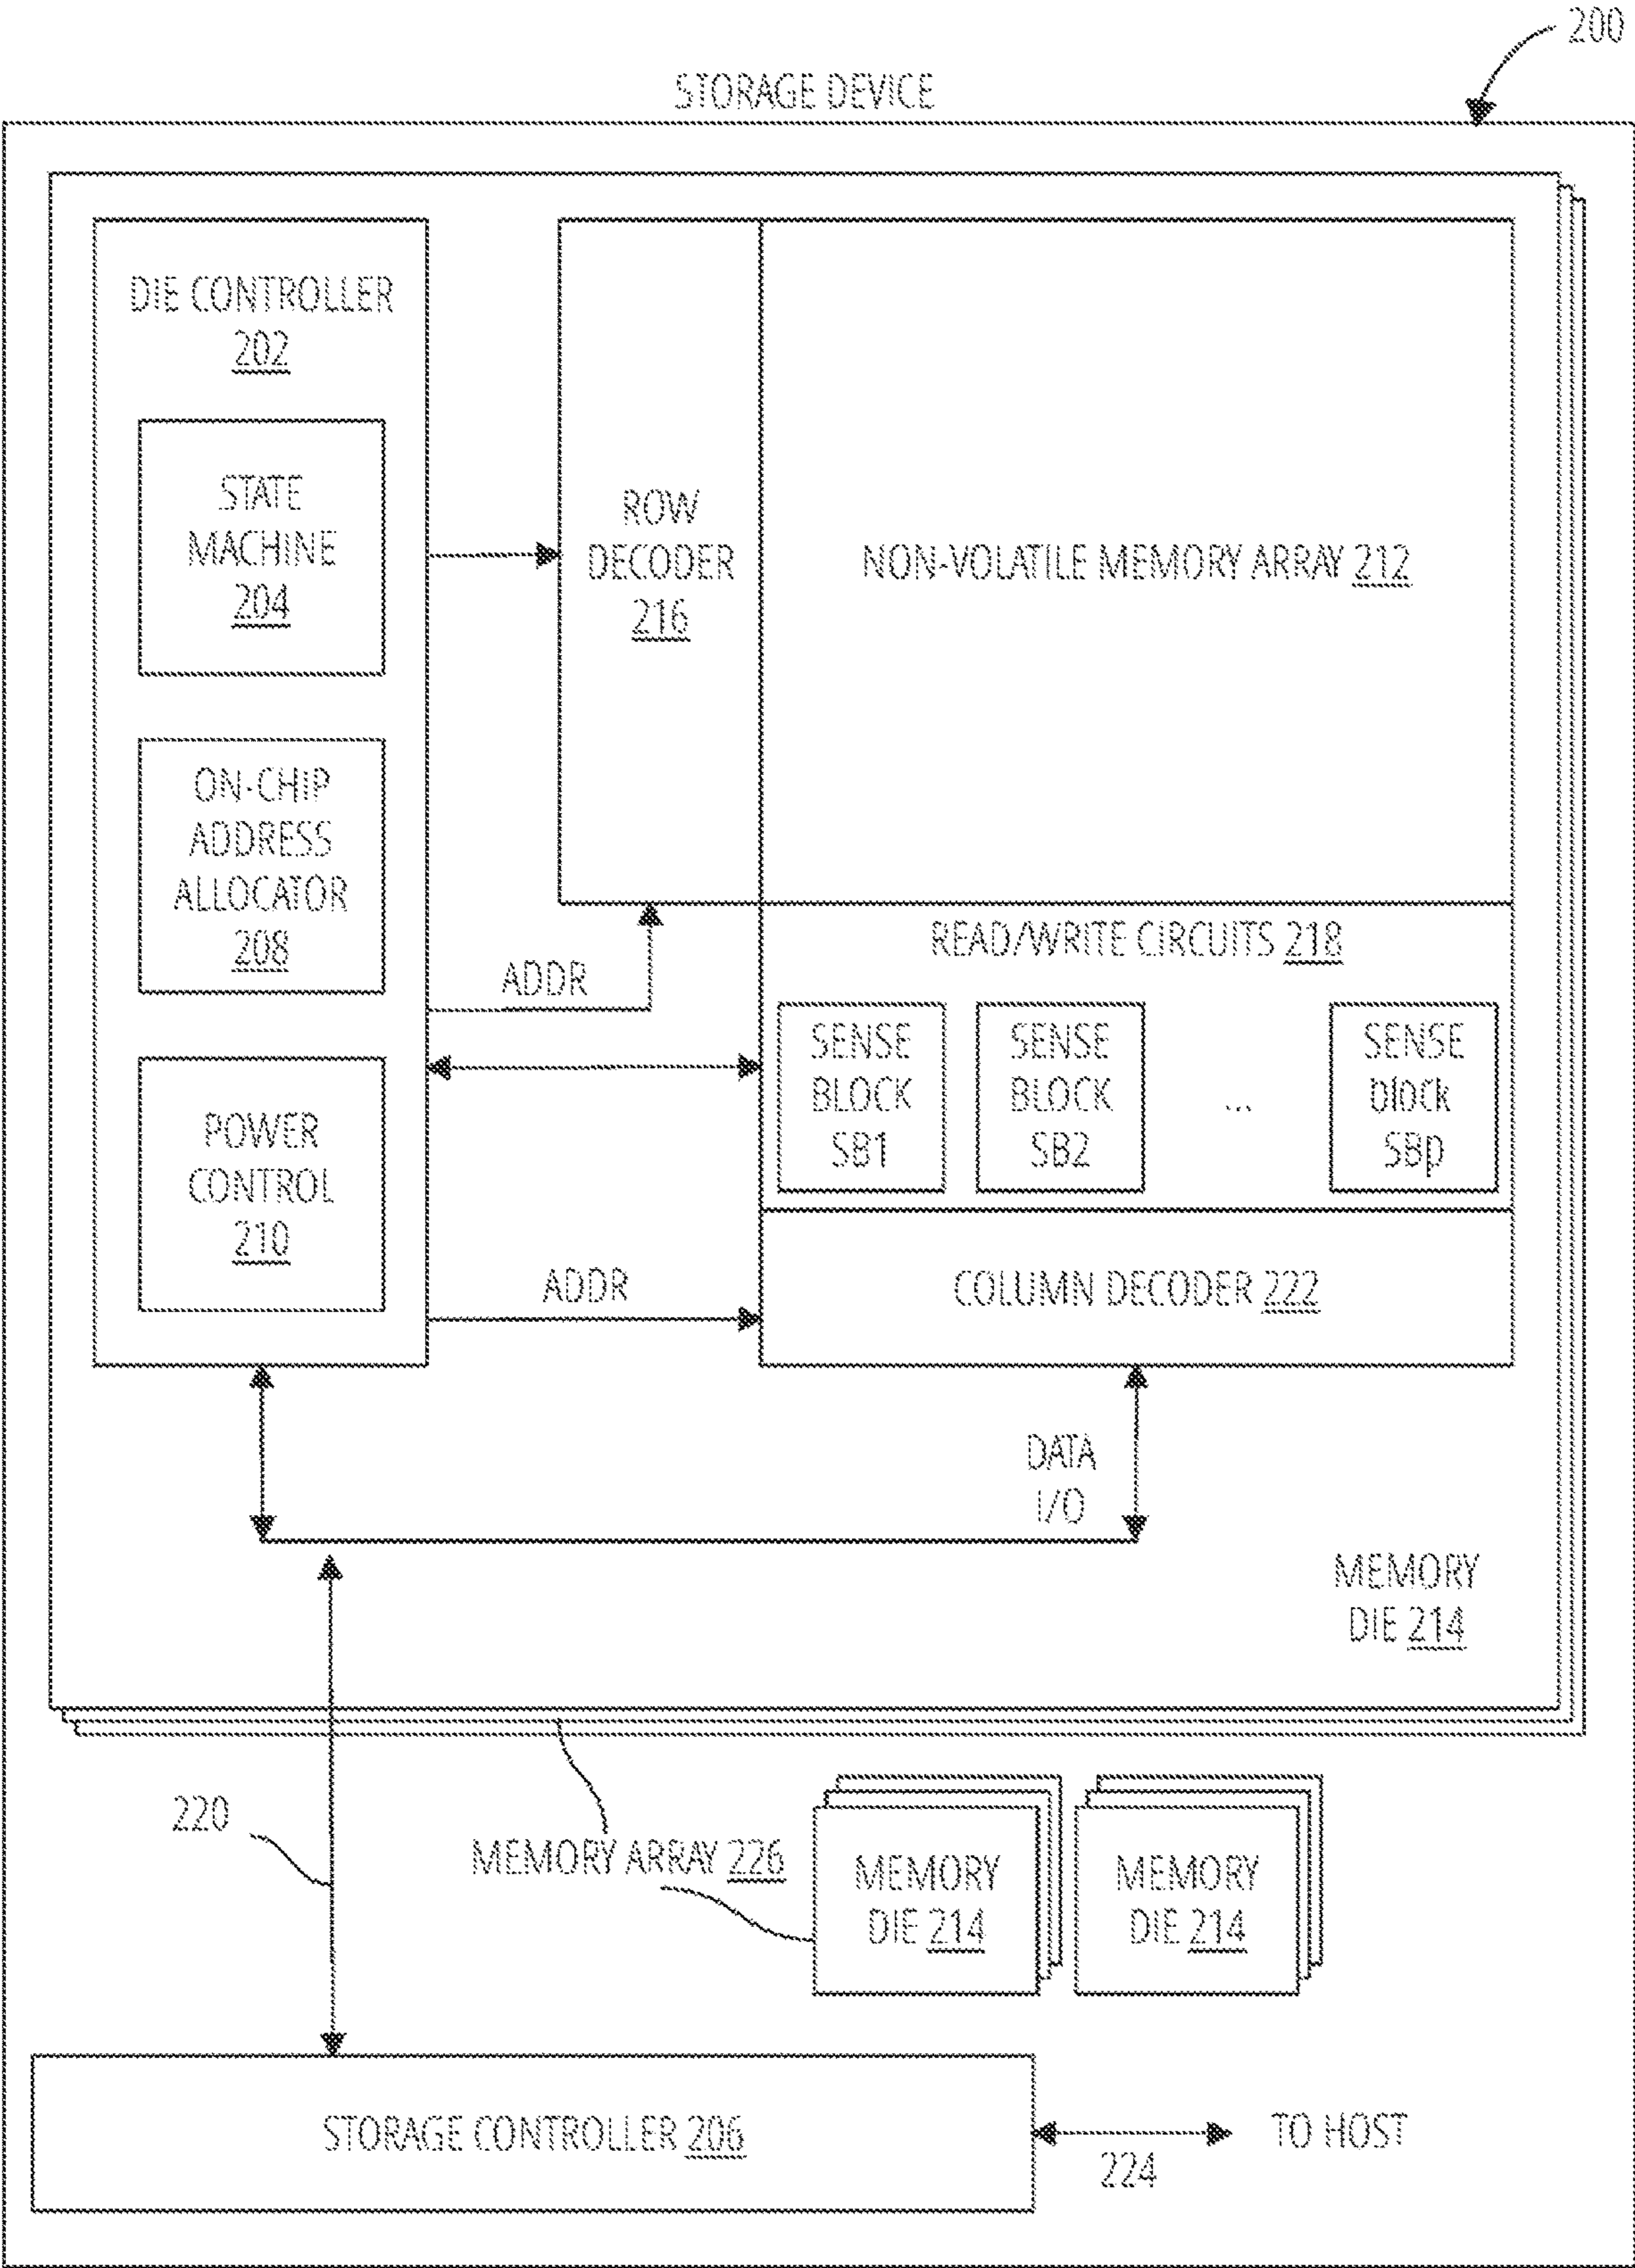 200
STORAGE DEVICE
DIE CONTROLLER
202
STATE
MACHINE
204
ON-CHIP
ADDRESS
ALLOCATOR
208
POWER
CONTROL
210
ROW
DECODER
216
NON-VOLATILE MEMORY ARRAY 212
ADDR
READ/WRITE CIRCUITS 218
SENSE
BLOCK
SB1
SENSE
BLOCK
SB2
...
SENSE
block
SBp
ADDR
COLUMN DECODER 222
DATA
I/O
MEMORY
DIE 214
220
MEMORY ARRAY 226
MEMORY
DIE 214
MEMORY
DIE 214
STORAGE CONTROLLER 206
TO HOST
224